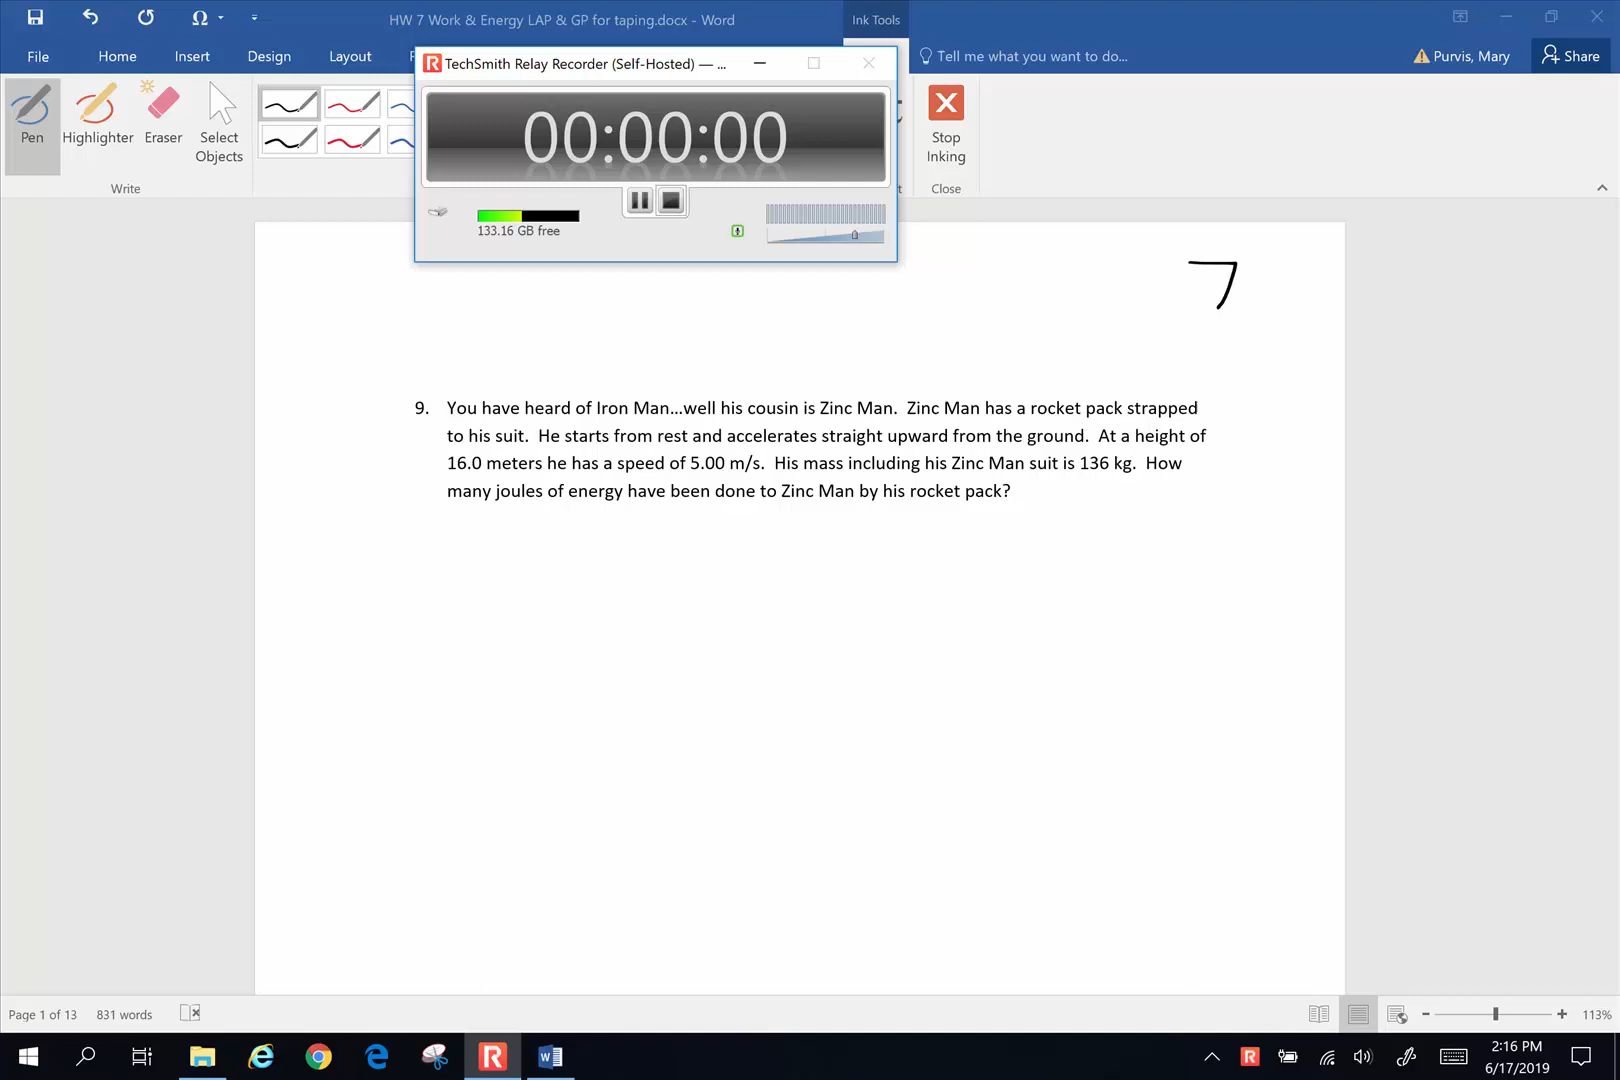 HW 7 Work & Energy LAP & GP for taping.docx - Word
Ink Tools
File Home Insert Design Layout
Tell me what you want to do...
Purvis, Mary
Share
TechSmith Relay Recorder (Self-Hosted) — ...
00:00:00
133.16 GB free
Pen
Highlighter
Eraser
Select
Objects
Write
Stop
Inking
Close
7
9. You have heard of Iron Man...well his cousin is Zinc Man. Zinc Man has a rocket pack strapped
to his suit. He starts from rest and accelerates straight upward from the ground. At a height of
16.0 meters he has a speed of 5.00 m/s. His mass including his Zinc Man suit is 136 kg. How
many joules of energy have been done to Zinc Man by his rocket pack?
Page 1 of 13 831 words
113%
2:16 PM
6/17/2019